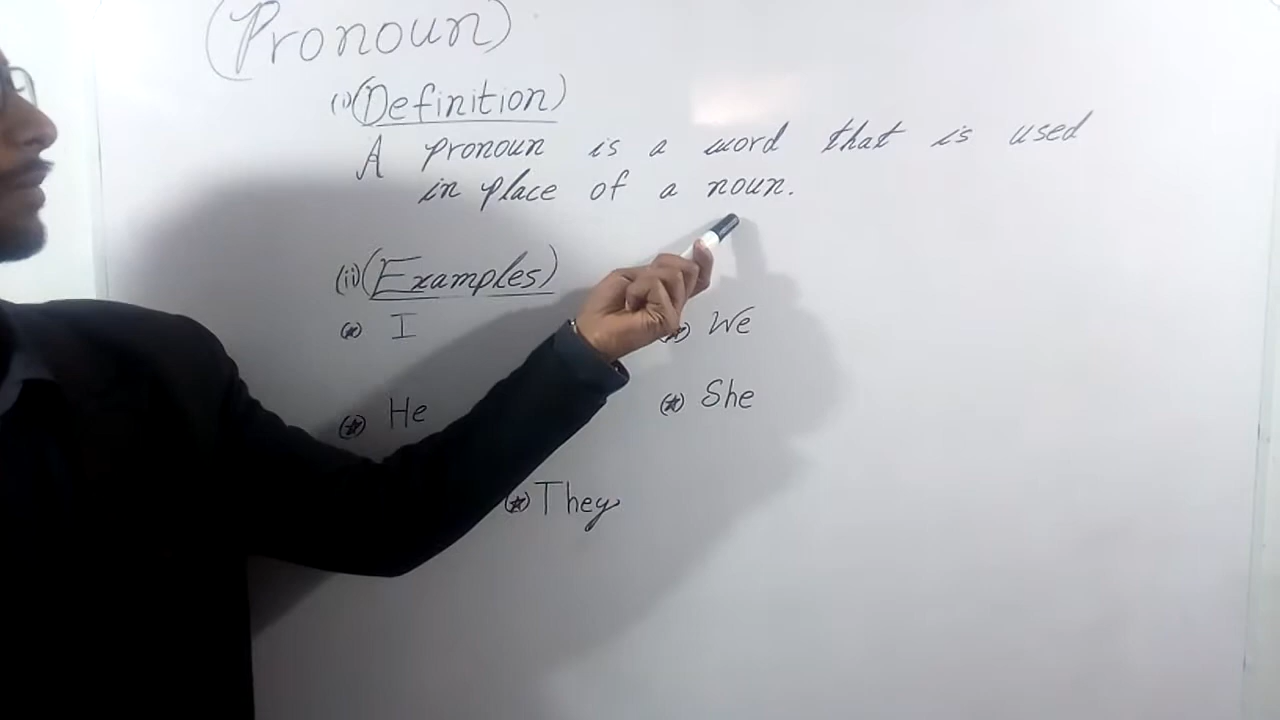 (Pronoun)
(i)(Definition)
A pronoun is a word that is used
in place of a noun.
(ii)(Examples)
(*) I (*) We
(*) He (*) She
(*) They